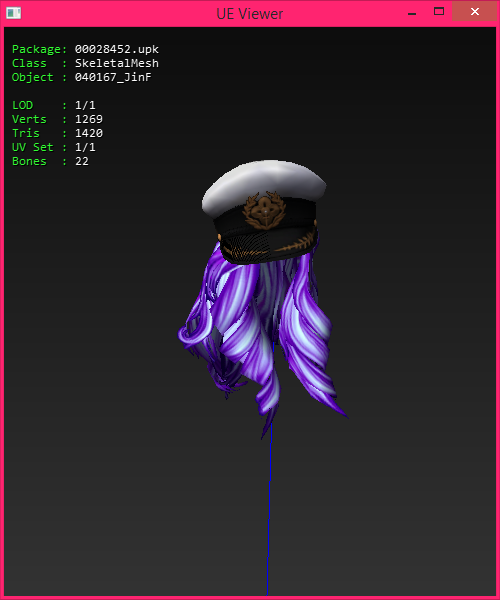 UE Viewer
Package: 00028452.upk
Class  : SkeletalMesh
Object : 040167_JinF
LOD    : 1/1
Verts  : 1269
Tris   : 1420
UV Set : 1/1
Bones  : 22